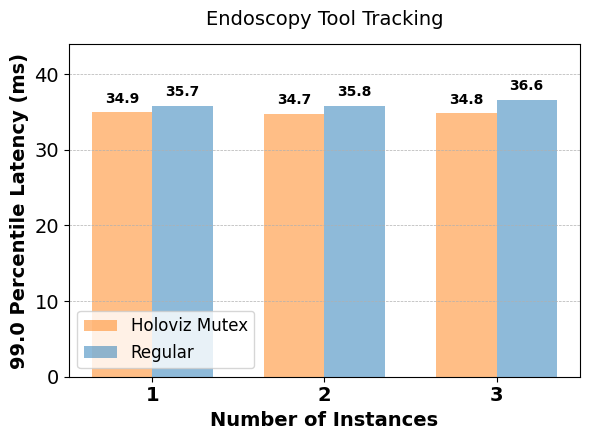 Endoscopy Tool Tracking
99.0 Percentile Latency (ms)
40
30
20
10
0
34.9
35.7
34.7
35.8
34.8
36.6
Holoviz Mutex
Regular
1
2
3
Number of Instances